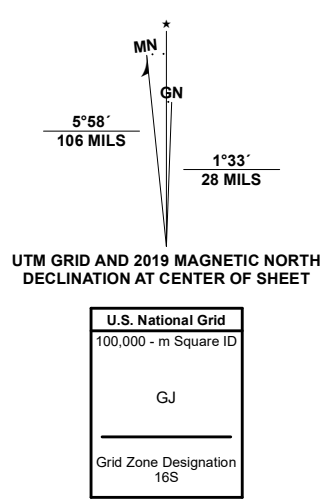 ★
MN
GN
5°58´
106 MILS
1°33´
28 MILS
UTM GRID AND 2019 MAGNETIC NORTH
DECLINATION AT CENTER OF SHEET
U.S. National Grid
100,000 - m Square ID
GJ
Grid Zone Designation
16S